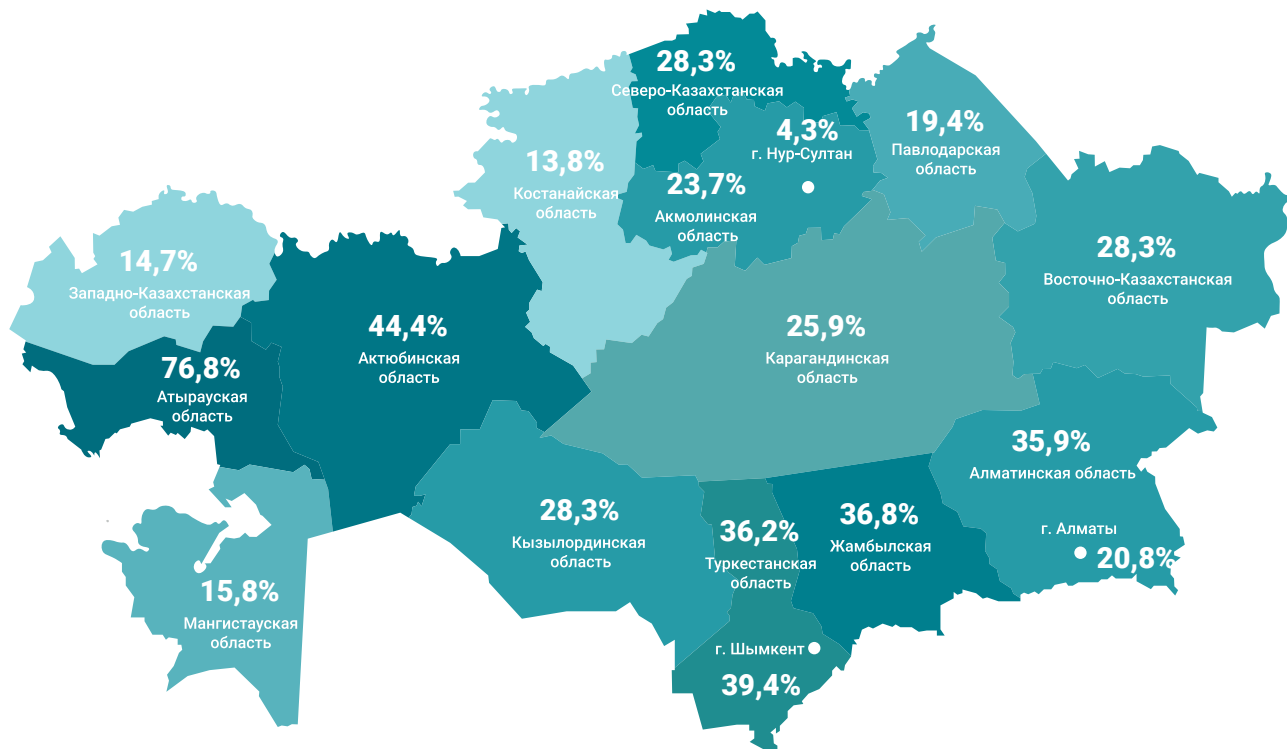 28,3%
Северо-Казахстанская
область
4,3%
г. Нур-Султан
19,4%
Павлодарская
область
13,8%
Костанайская
область
23,7%
Акмолинская
область
14,7%
Западно-Казахстанская
область
28,3%
Восточно-Казахстанская
область
44,4%
Актюбинская
область
25,9%
Карагандинская
область
76,8%
Атырауская
область
35,9%
Алматинская область
28,3%
Кызылординская
область
36,2%
Туркестанская
область
36,8%
Жамбылская
область
г. Алматы
20,8%
15,8%
Мангистауская
область
г. Шымкент
39,4%